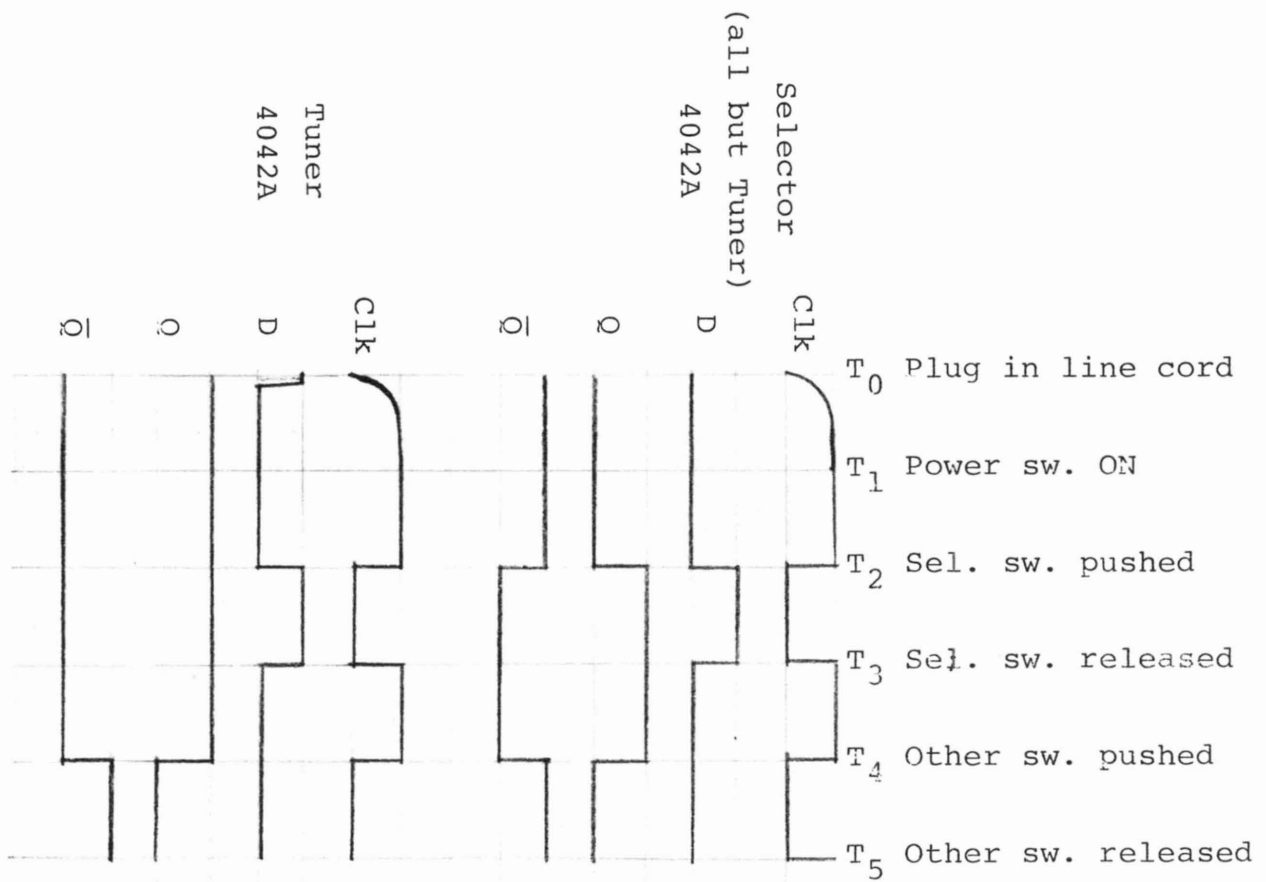 Selector
(all but Tuner)
4042A
Clk
D
Q
Q̅
Tuner
4042A
Clk
D
Q
Q̅
T0 Plug in line cord
T1 Power sw. ON
T2 Sel. sw. pushed
T3 Sel. sw. released
T4 Other sw. pushed
T5 Other sw. released